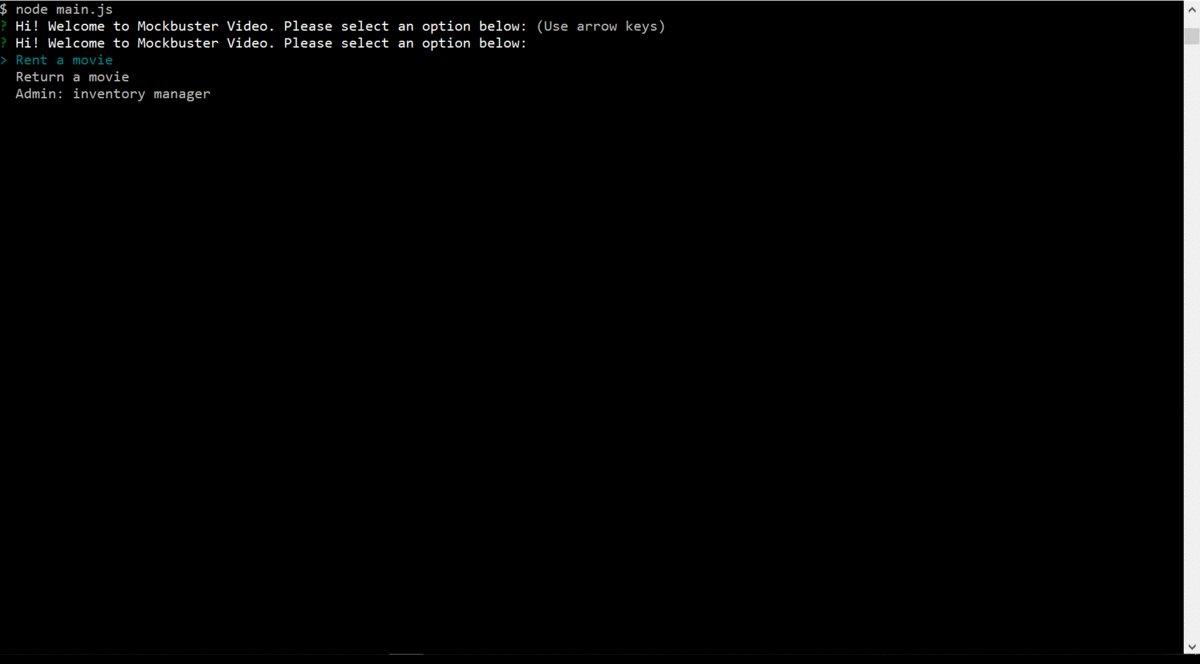 $ node main.js
? Hi! Welcome to Mockbuster Video. Please select an option below: (Use arrow keys)
? Hi! Welcome to Mockbuster Video. Please select an option below:
> Rent a movie
Return a movie
Admin: inventory manager